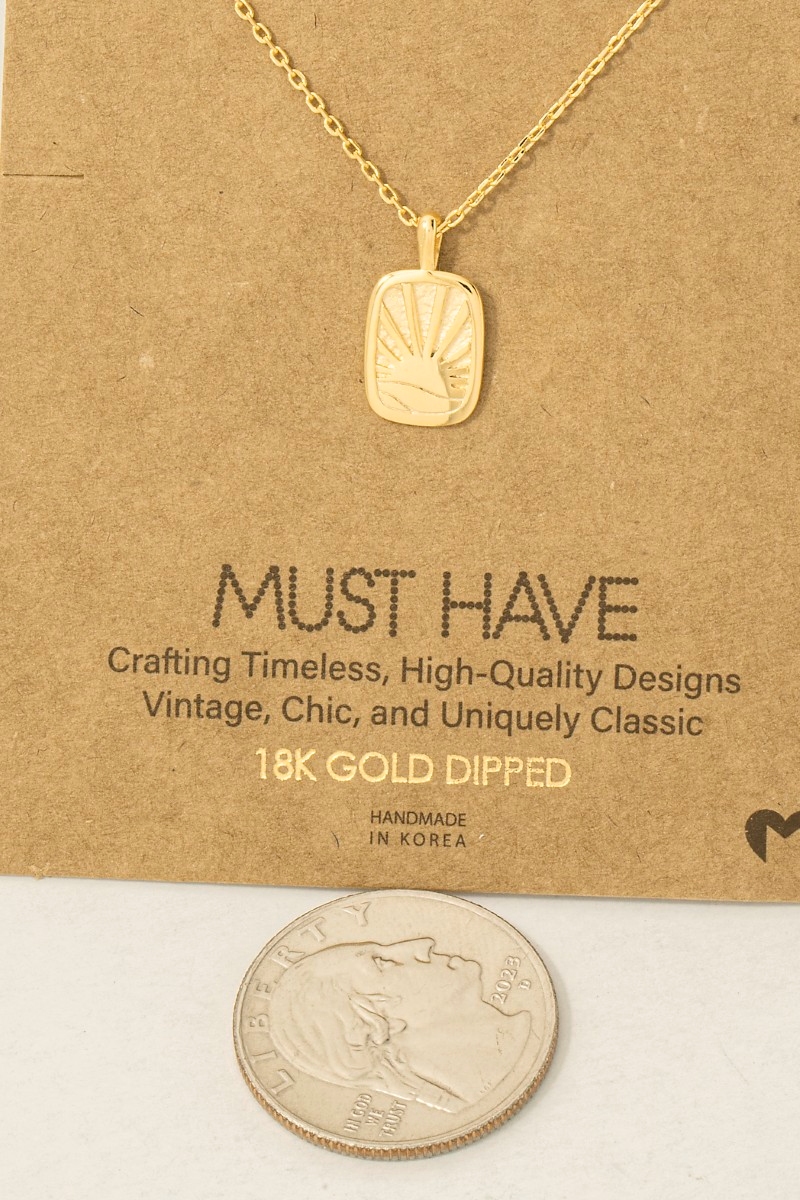 MUST HAVE
Crafting Timeless, High-Quality Designs
Vintage, Chic, and Uniquely Classic
18K GOLD DIPPED
HANDMADE
IN KOREA
LIBERTY
2023
D
IN GOD
WE
TRUST